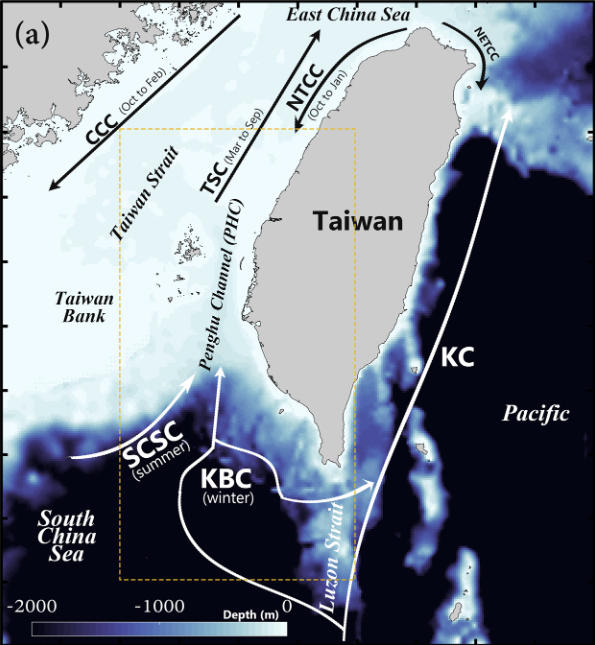 (a)
East China Sea
CCC (Oct to Feb)
NTCC
(Oct to Jan)
NETCC
TSC (Mar to Sep)
Taiwan Strait
Taiwan
Penghu Channel (PHC)
Taiwan
Bank
KC
Pacific
SCSC
(summer)
KBC
(winter)
South
China
Sea
Luzon Strait
-2000 -1000 0
Depth (m)